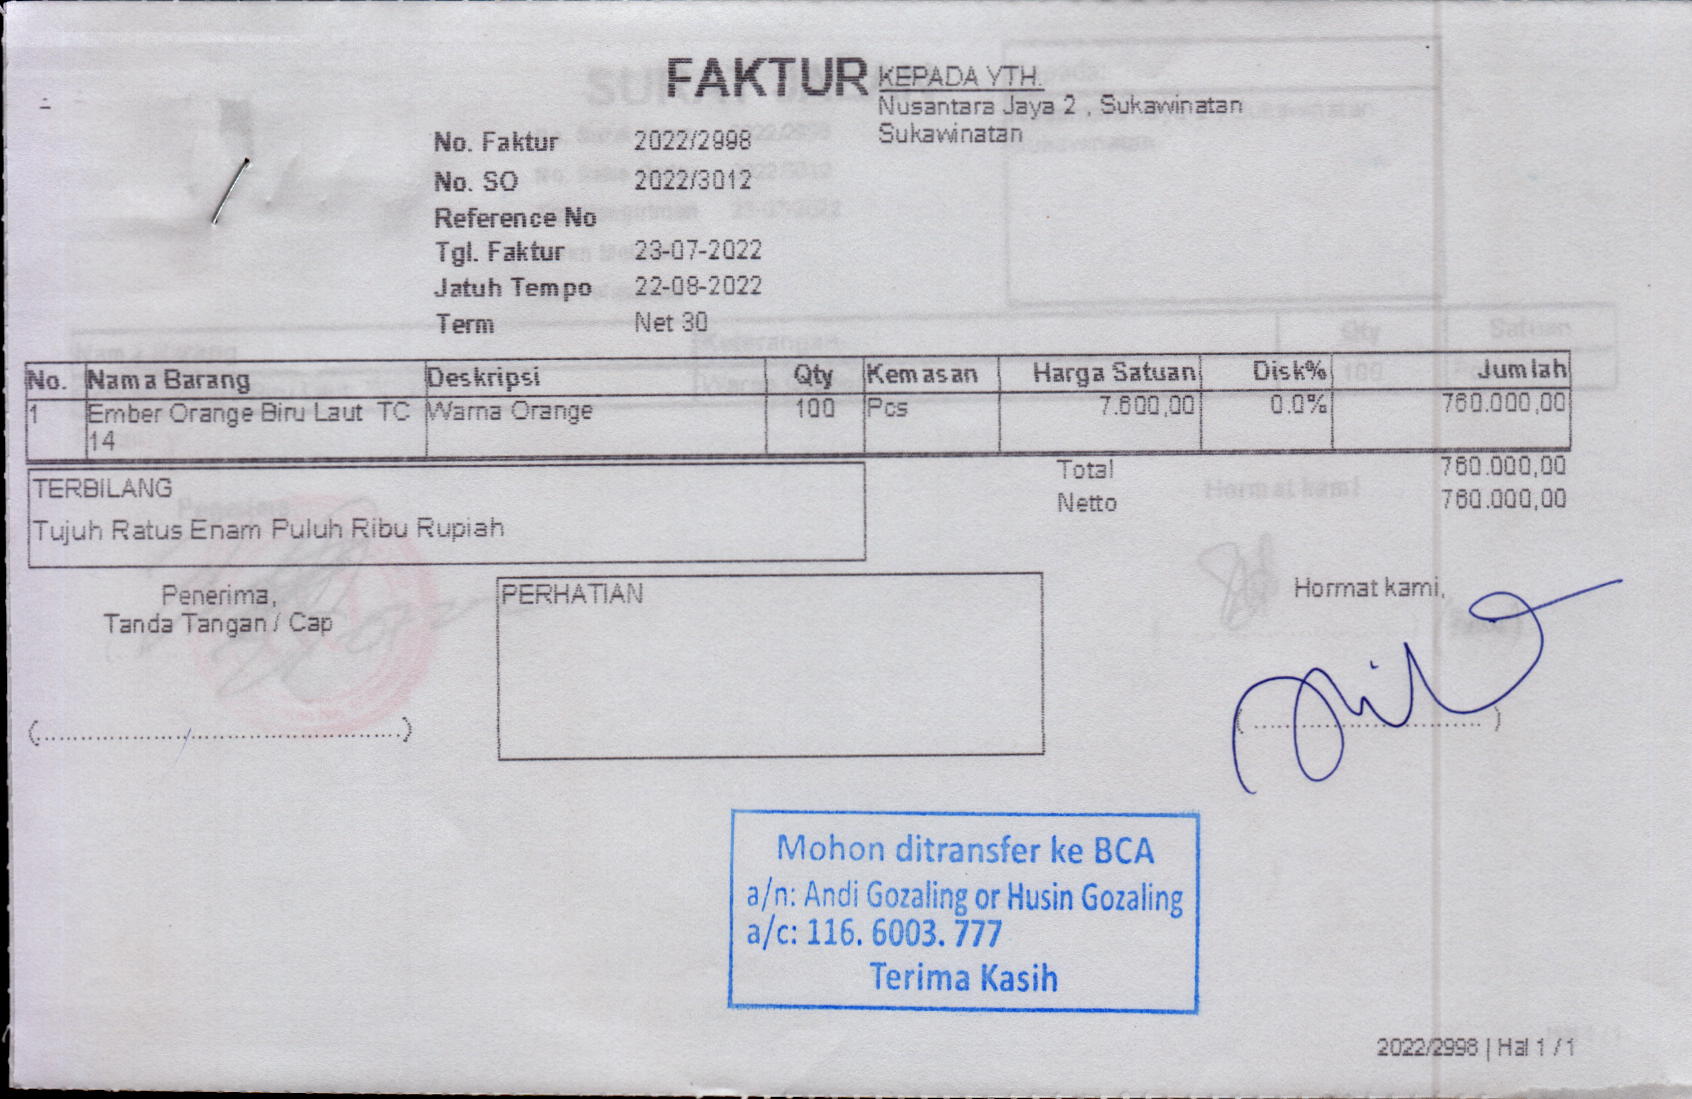 FAKTUR
KEPADA YTH.
Nusantara Jaya 2 , Sukawinatan
Sukawinatan
No. Faktur 2022/2998
No. SO 2022/3012
Reference No
Tgl. Faktur 23-07-2022
Jatuh Tempo 22-08-2022
Term Net 30
No. Nama Barang Deskripsi Qty Kemasan Harga Satuan Disk% Jumlah
1 Ember Orange Biru Laut TC Warna Orange 100 Pcs 7.600,00 0.0% 760.000,00
14
Total 760.000,00
Netto 760.000,00
TERBILANG
Tujuh Ratus Enam Puluh Ribu Rupiah
Penerima,
Tanda Tangan / Cap
(..................................................)
PERHATIAN
Hormat kami,
(................................)
Mohon ditransfer ke BCA
a/n: Andi Gozaling or Husin Gozaling
a/c: 116. 6003. 777
Terima Kasih
2022/2998 | Hal 1 / 1